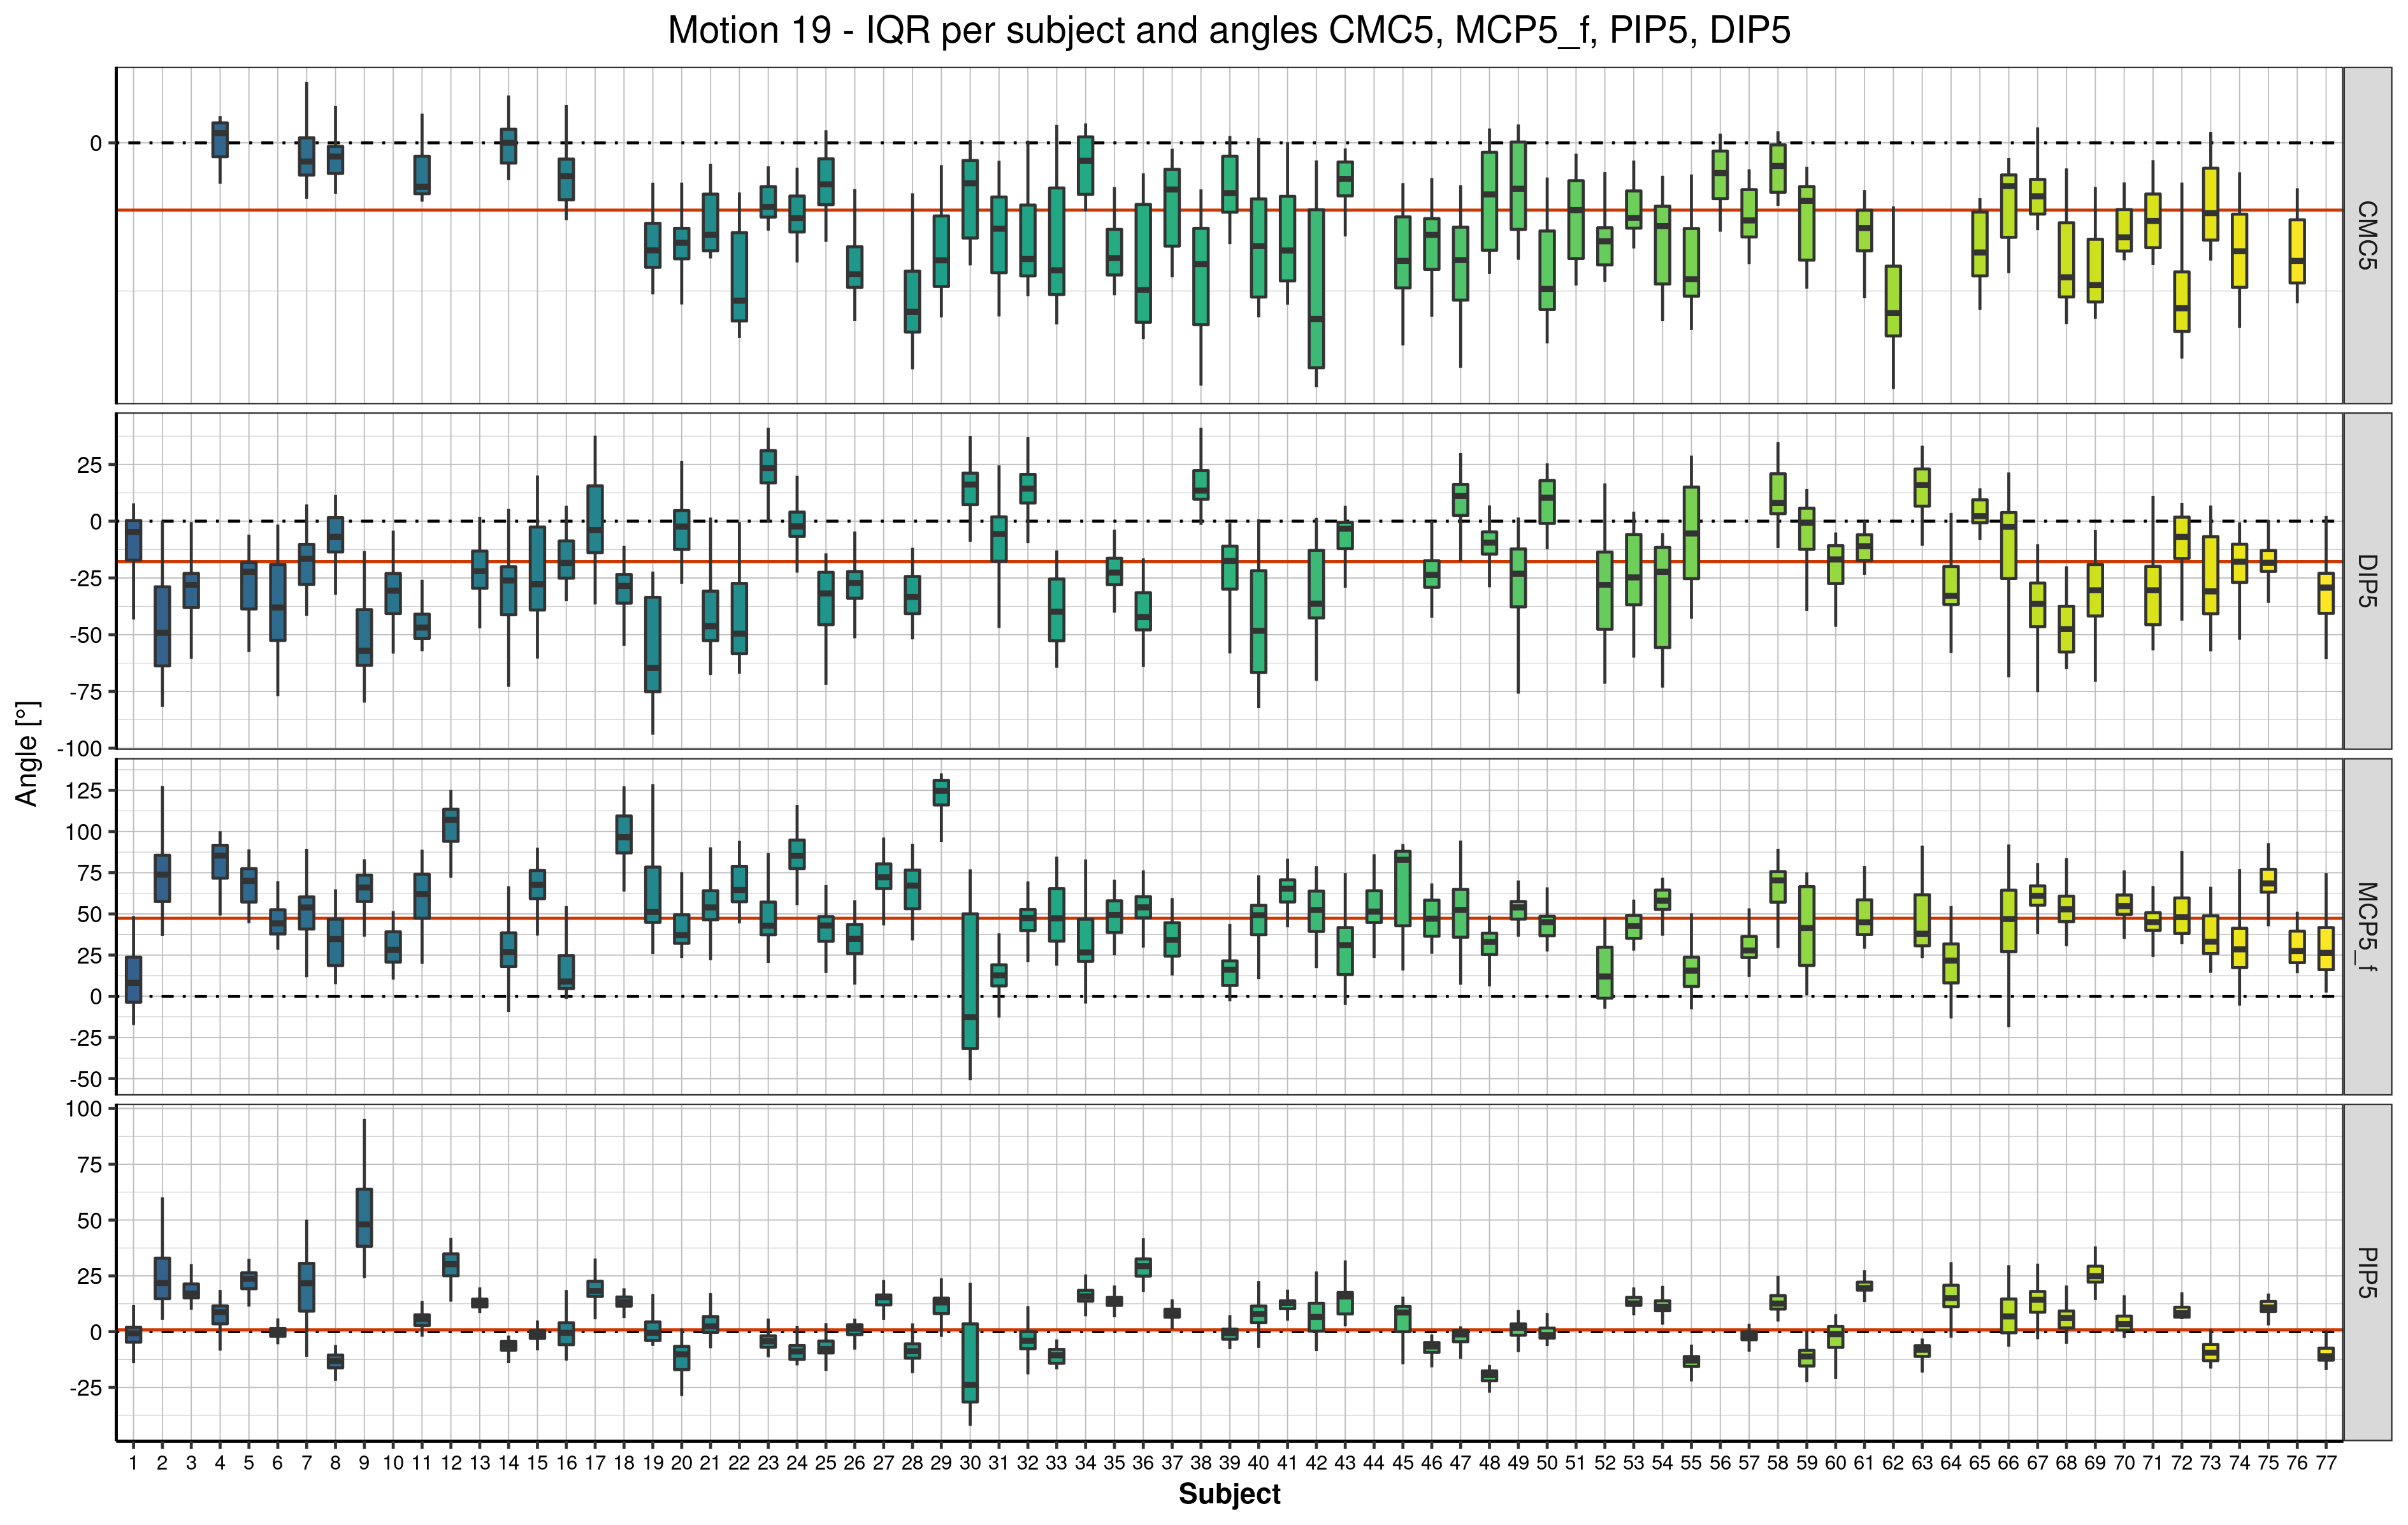 Motion 19 - IQR per subject and angles CMC5, MCP5_f, PIP5, DIP5
Angle [°]
0
CMC5
25
0
-25
-50
-75
-100
DIP5
125
100
75
50
25
0
-25
-50
MCP5_f
100
75
50
25
0
-25
PIP5
1 2 3 4 5 6 7 8 9 10 11 12 13 14 15 16 17 18 19 20 21 22 23 24 25 26 27 28 29 30 31 32 33 34 35 36 37 38 39 40 41 42 43 44 45 46 47 48 49 50 51 52 53 54 55 56 57 58 59 60 61 62 63 64 65 66 67 68 69 70 71 72 73 74 75 76 77
Subject